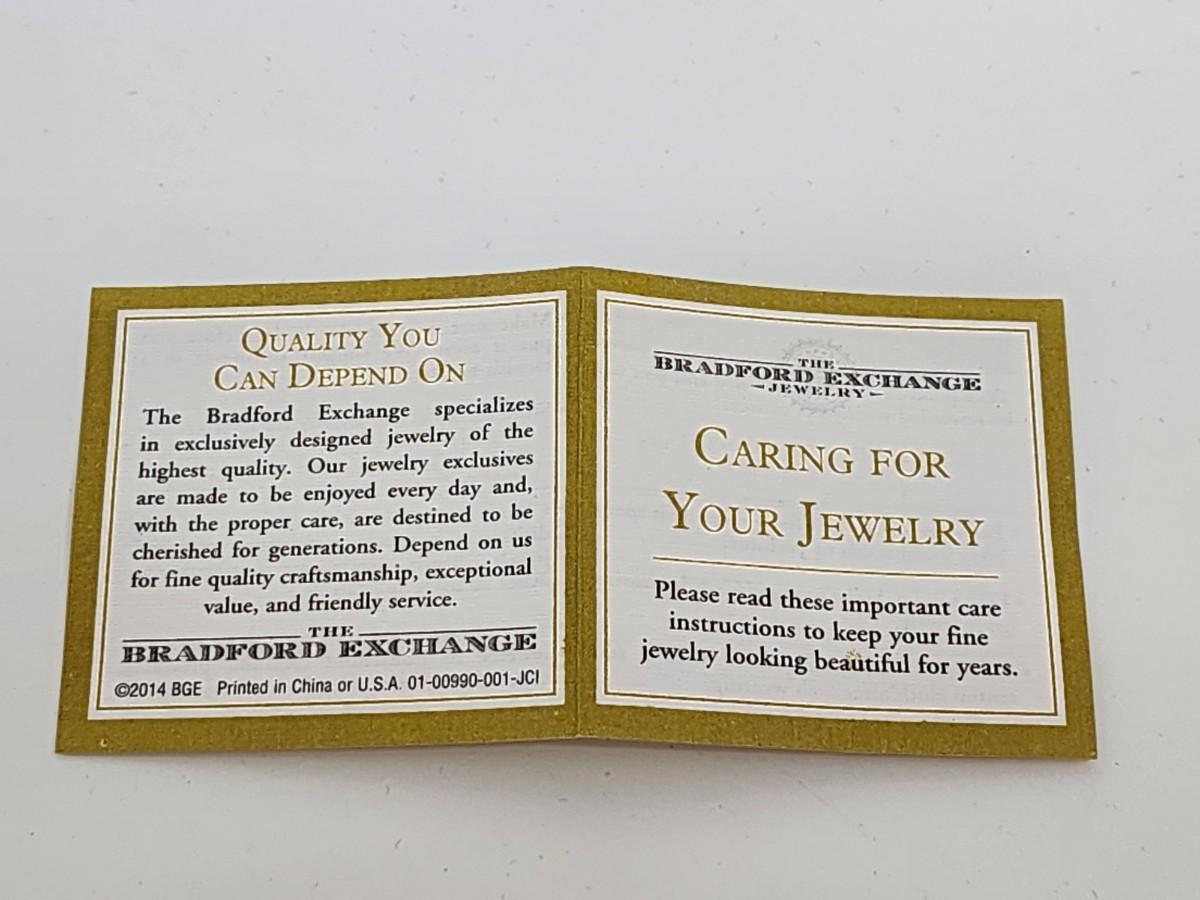 QUALITY YOU
CAN DEPEND ON
The Bradford Exchange specializes
in exclusively designed jewelry of the
highest quality. Our jewelry exclusives
are made to be enjoyed every day and,
with the proper care, are destined to be
cherished for generations. Depend on us
for fine quality craftsmanship, exceptional
value, and friendly service.
THE
BRADFORD EXCHANGE
©2014 BGE Printed in China or U.S.A. 01-00990-001-JCI
THE
BRADFORD EXCHANGE
JEWELRY
CARING FOR
YOUR JEWELRY
Please read these important care
instructions to keep your fine
jewelry looking beautiful for years.